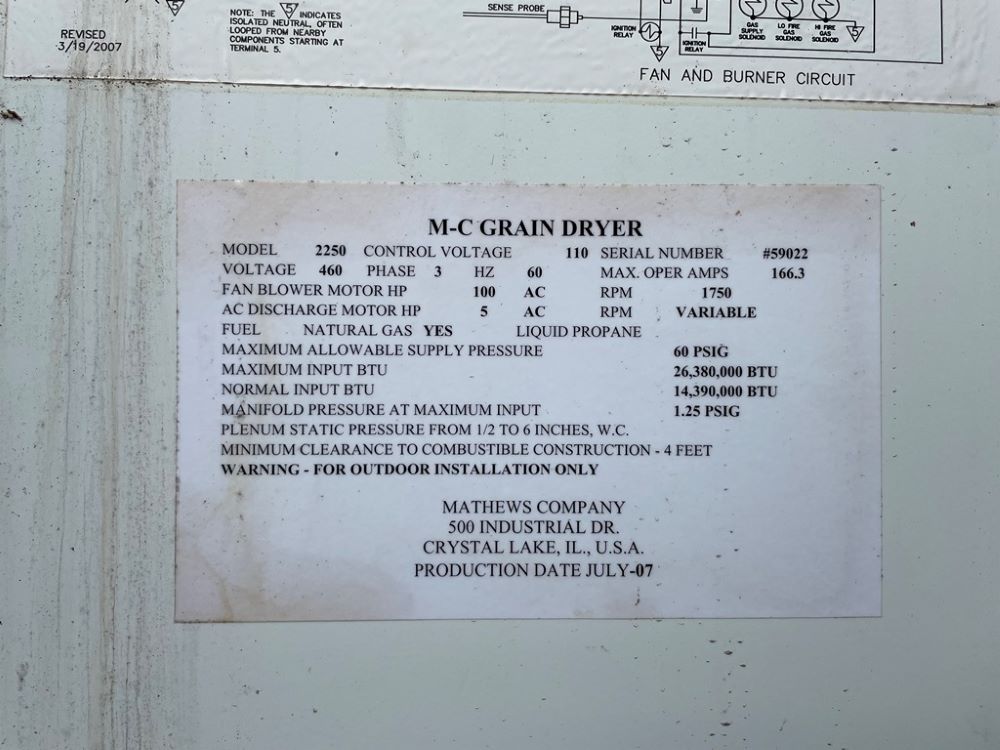 SENSE PROBE
NOTE: THE 5 INDICATES
ISOLATED NEUTRAL, OFTEN
LOOPED FROM NEARBY
COMPONENTS STARTING AT
TERMINAL 5.
REVISED
3/19/2007
IGNITION
RELAY
5
IGNITION
RELAY
GAS
SUPPLY
SOLENOID
LO FIRE
GAS
SOLENOID
HI FIRE
GAS
SOLENOID
5
5
FAN AND BURNER CIRCUIT
M-C GRAIN DRYER
MODEL 2250 CONTROL VOLTAGE 110 SERIAL NUMBER #59022
VOLTAGE 460 PHASE 3 HZ 60 MAX. OPER AMPS 166.3
FAN BLOWER MOTOR HP 100 AC RPM 1750
AC DISCHARGE MOTOR HP 5 AC RPM VARIABLE
FUEL NATURAL GAS YES LIQUID PROPANE
MAXIMUM ALLOWABLE SUPPLY PRESSURE 60 PSIG
MAXIMUM INPUT BTU 26,380,000 BTU
NORMAL INPUT BTU 14,390,000 BTU
MANIFOLD PRESSURE AT MAXIMUM INPUT 1.25 PSIG
PLENUM STATIC PRESSURE FROM 1/2 TO 6 INCHES, W.C.
MINIMUM CLEARANCE TO COMBUSTIBLE CONSTRUCTION - 4 FEET
WARNING - FOR OUTDOOR INSTALLATION ONLY
MATHEWS COMPANY
500 INDUSTRIAL DR.
CRYSTAL LAKE, IL., U.S.A.
PRODUCTION DATE JULY-07